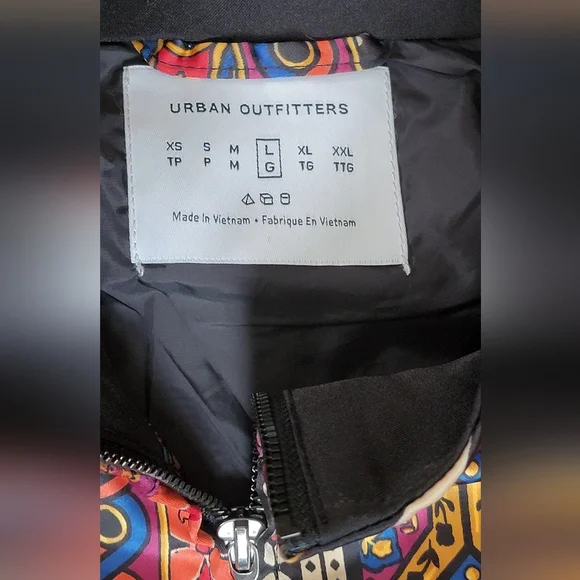 URBAN OUTFITTERS
XS S M L XL XXL
TP P M G TG TTG
Made In Vietnam • Fabrique En Vietnam